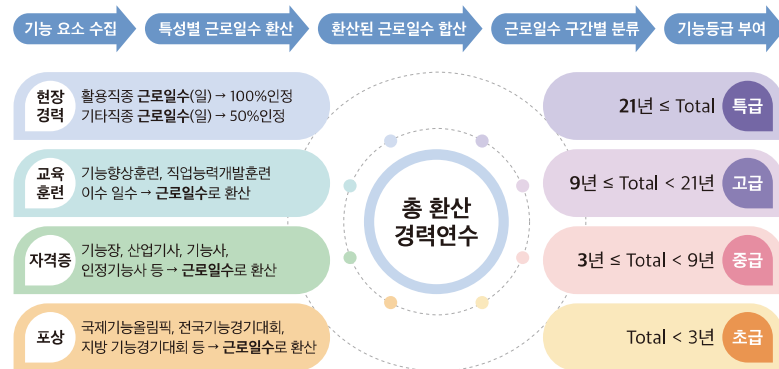 기능 요소 수집
특성별 근로일수 환산
환산된 근로일수 합산
근로일수 구간별 분류
기능등급 부여
현장
경력
활용직종 근로일수(일) → 100%인정
기타직종 근로일수(일) → 50%인정
교육
훈련
기능향상훈련, 직업능력개발훈련
이수 일수 → 근로일수로 환산
자격증
기능장, 산업기사, 기능사,
인정기능사 등 → 근로일수로 환산
포상
국제기능올림픽, 전국기능경기대회,
지방 기능경기대회 등 → 근로일수로 환산
총 환산
경력연수
21년 ≤ Total
특급
9년 ≤ Total < 21년
고급
3년 ≤ Total < 9년
중급
Total < 3년
초급